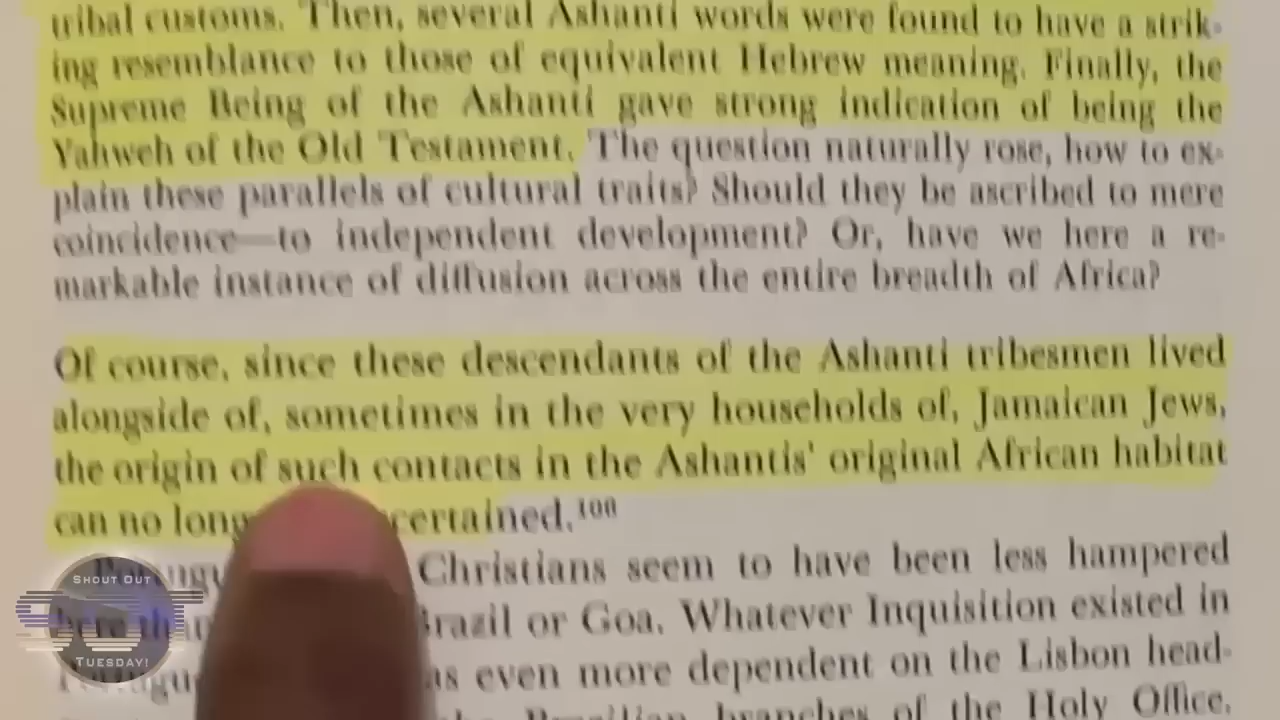 tribal customs. Then, several Ashanti words were found to have a strik-
ing resemblance to those of equivalent Hebrew meaning. Finally, the
Supreme Being of the Ashanti gave strong indication of being the
Yahweh of the Old Testament. The question naturally rose, how to ex-
plain these parallels of cultural traits? Should they be ascribed to mere
coincidence—to independent development? Or, have we here a re-
markable instance of diffusion across the entire breadth of Africa?
Of course, since these descendants of the Ashanti tribesmen lived
alongside of, sometimes in the very households of, Jamaican Jews,
the origin of such contacts in the Ashantis' original African habitat
can no
Christians seem to have been less hampered
or Goa. Whatever Inquisition existed in
even more dependent on the Lisbon head-
branches of the Holy Office,
SHOUT OUT
TUESDAY!